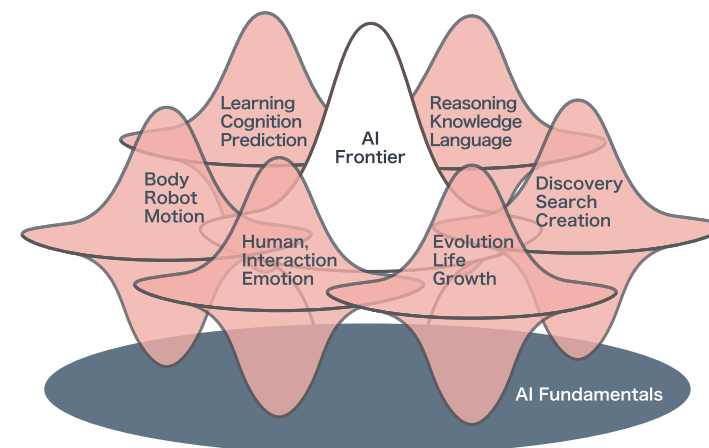 Learning
Cognition
Prediction
AI
Frontier
Reasoning
Knowledge
Language
Body
Robot
Motion
Discovery
Search
Creation
Human,
Interaction
Emotion
Evolution
Life
Growth
AI Fundamentals